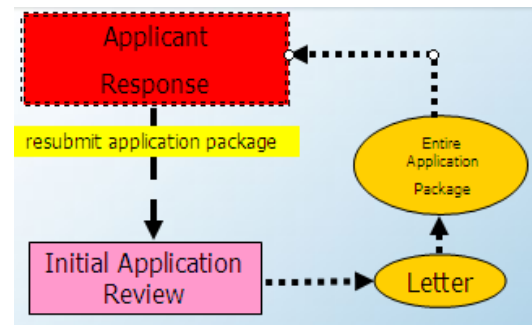 Applicant
Response
resubmit application package
Entire
Application
Package
Initial Application
Review
Letter